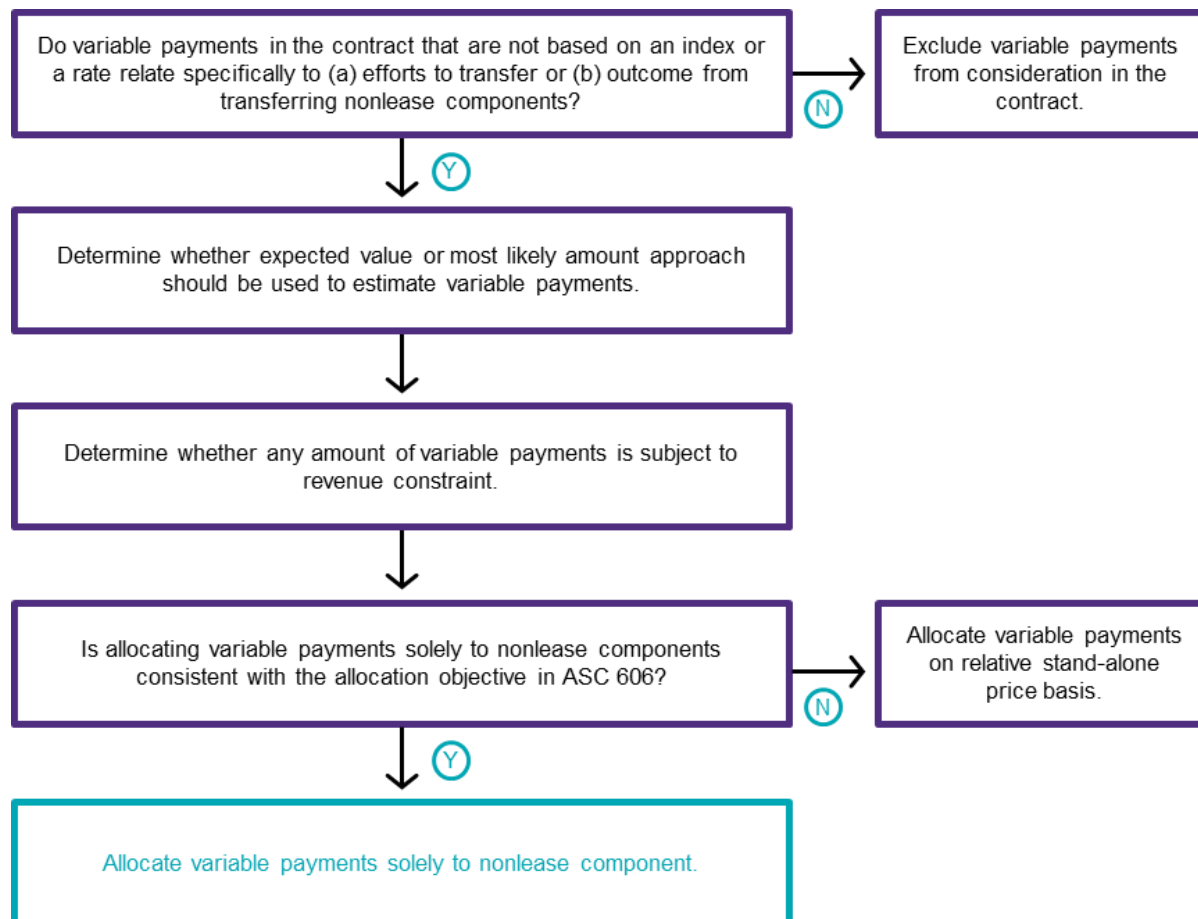 Do variable payments in the contract that are not based on an index or
a rate relate specifically to (a) efforts to transfer or (b) outcome from
transferring nonlease components?
N
Exclude variable payments
from consideration in the
contract.
Y
Determine whether expected value or most likely amount approach
should be used to estimate variable payments.
Determine whether any amount of variable payments is subject to
revenue constraint.
Is allocating variable payments solely to nonlease components
consistent with the allocation objective in ASC 606?
N
Allocate variable payments
on relative stand-alone
price basis.
Y
Allocate variable payments solely to nonlease component.